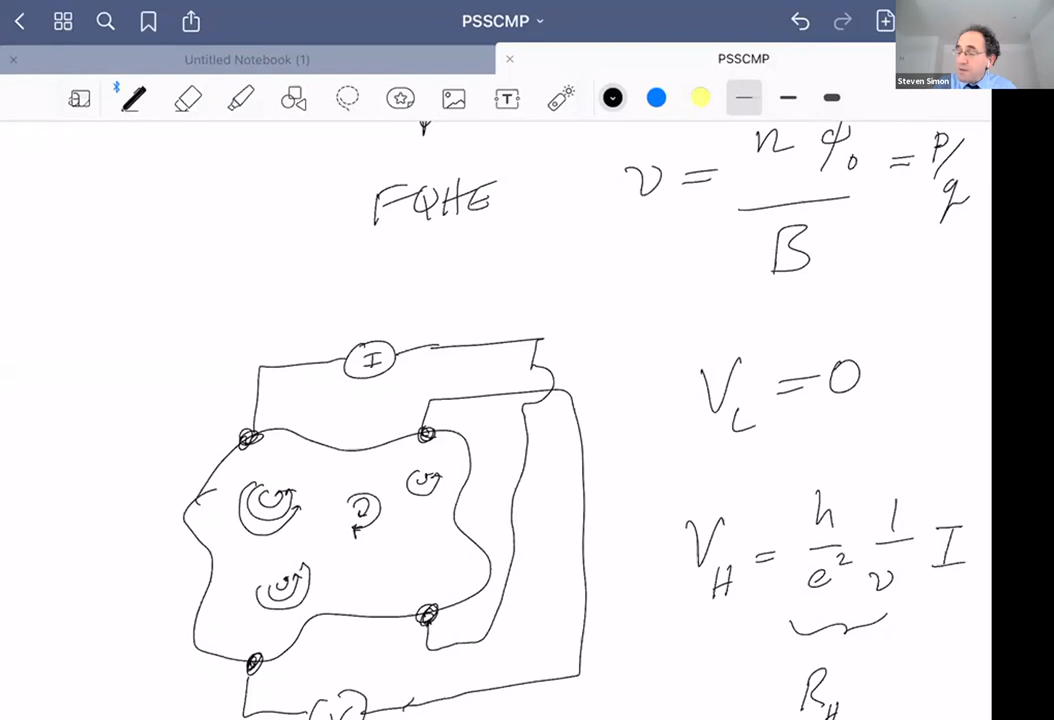 PSSCMP
Untitled Notebook (1)
PSSCMP
Steven Simon
T
ν = n φ₀ / B = p/q
FQHE
I
V_L = 0
V_H = h/e² 1/ν I
R_H
V